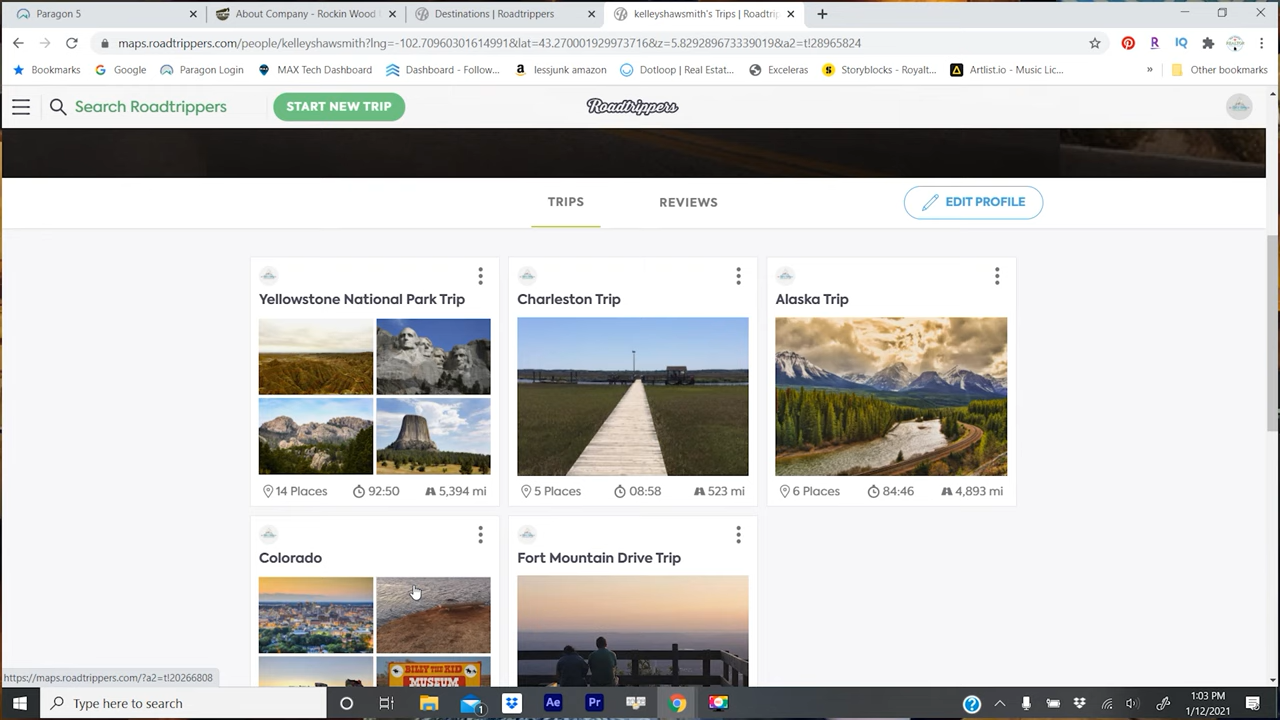 Paragon 5
About Company - Rockin Wood
Destinations | Roadtrippers
kelleyshawsmith's Trips | Roadtrip
maps.roadtrippers.com/people/kelleyshawsmith?lng=-102.70960301614991&lat=43.270001929973716&z=5.829289673339019&a2=t!28965824
Bookmarks
Google
Paragon Login
MAX Tech Dashboard
Dashboard - Follow...
lessjunk amazon
Dotloop | Real Estat...
Exceleras
Storyblocks - Royalt...
Artlist.io - Music Lic...
»
Other bookmarks
Search Roadtrippers
START NEW TRIP
Roadtrippers
TRIPS
REVIEWS
EDIT PROFILE
Yellowstone National Park Trip
Charleston Trip
Alaska Trip
14 Places 92:50 5,394 mi
5 Places 08:58 523 mi
6 Places 84:46 4,893 mi
Colorado
Fort Mountain Drive Trip
BILLY THE KID
MUSEUM
https://maps.roadtrippers.com/?a2=t!20266808
Type here to search
1
Ae
Pr
1:03 PM
1/12/2021